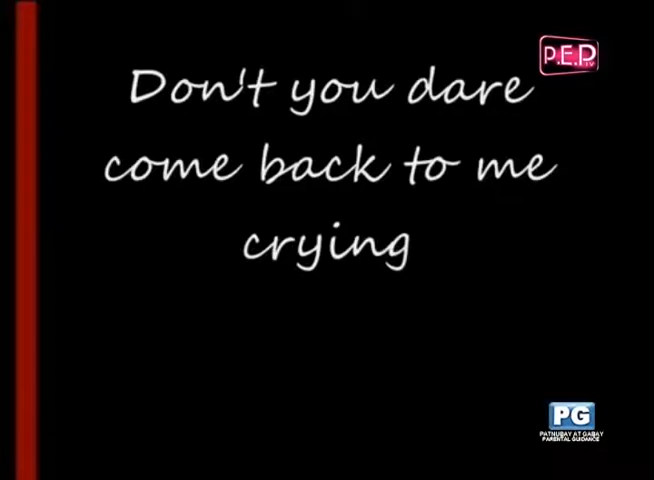 P.E.P
TV
Don't you dare
come back to me
crying
PG
PATNUBAY AT GABAY
PARENTAL GUIDANCE